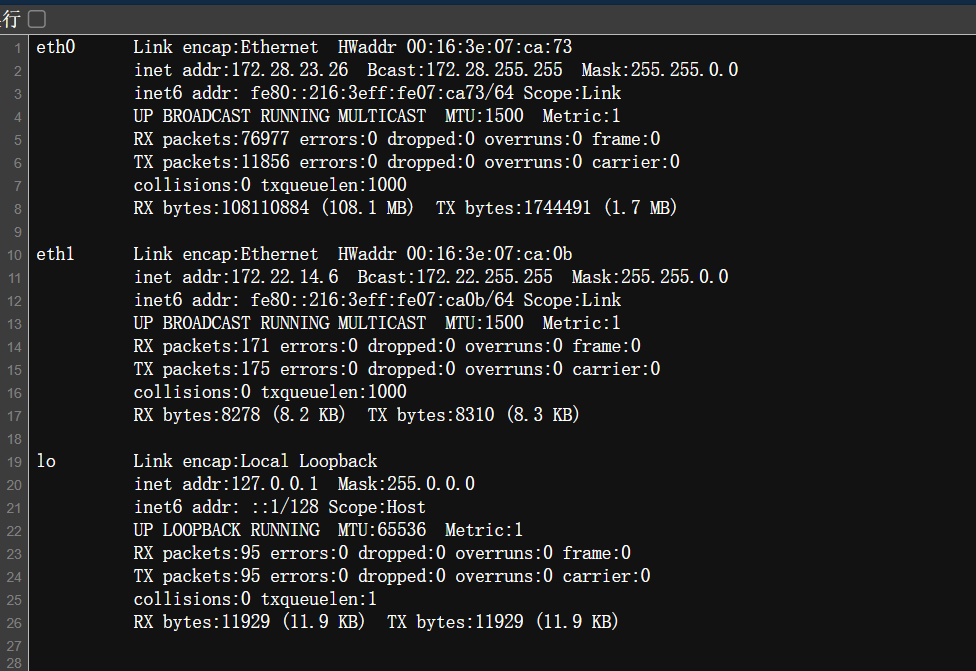 行
1 eth0 Link encap:Ethernet HWaddr 00:16:3e:07:ca:73
2 inet addr:172.28.23.26 Bcast:172.28.255.255 Mask:255.255.0.0
3 inet6 addr: fe80::216:3eff:fe07:ca73/64 Scope:Link
4 UP BROADCAST RUNNING MULTICAST MTU:1500 Metric:1
5 RX packets:76977 errors:0 dropped:0 overruns:0 frame:0
6 TX packets:11856 errors:0 dropped:0 overruns:0 carrier:0
7 collisions:0 txqueuelen:1000
8 RX bytes:108110884 (108.1 MB) TX bytes:1744491 (1.7 MB)
9
10 eth1 Link encap:Ethernet HWaddr 00:16:3e:07:ca:0b
11 inet addr:172.22.14.6 Bcast:172.22.255.255 Mask:255.255.0.0
12 inet6 addr: fe80::216:3eff:fe07:ca0b/64 Scope:Link
13 UP BROADCAST RUNNING MULTICAST MTU:1500 Metric:1
14 RX packets:171 errors:0 dropped:0 overruns:0 frame:0
15 TX packets:175 errors:0 dropped:0 overruns:0 carrier:0
16 collisions:0 txqueuelen:1000
17 RX bytes:8278 (8.2 KB) TX bytes:8310 (8.3 KB)
18
19 lo Link encap:Local Loopback
20 inet addr:127.0.0.1 Mask:255.0.0.0
21 inet6 addr: ::1/128 Scope:Host
22 UP LOOPBACK RUNNING MTU:65536 Metric:1
23 RX packets:95 errors:0 dropped:0 overruns:0 frame:0
24 TX packets:95 errors:0 dropped:0 overruns:0 carrier:0
25 collisions:0 txqueuelen:1
26 RX bytes:11929 (11.9 KB) TX bytes:11929 (11.9 KB)
27
28